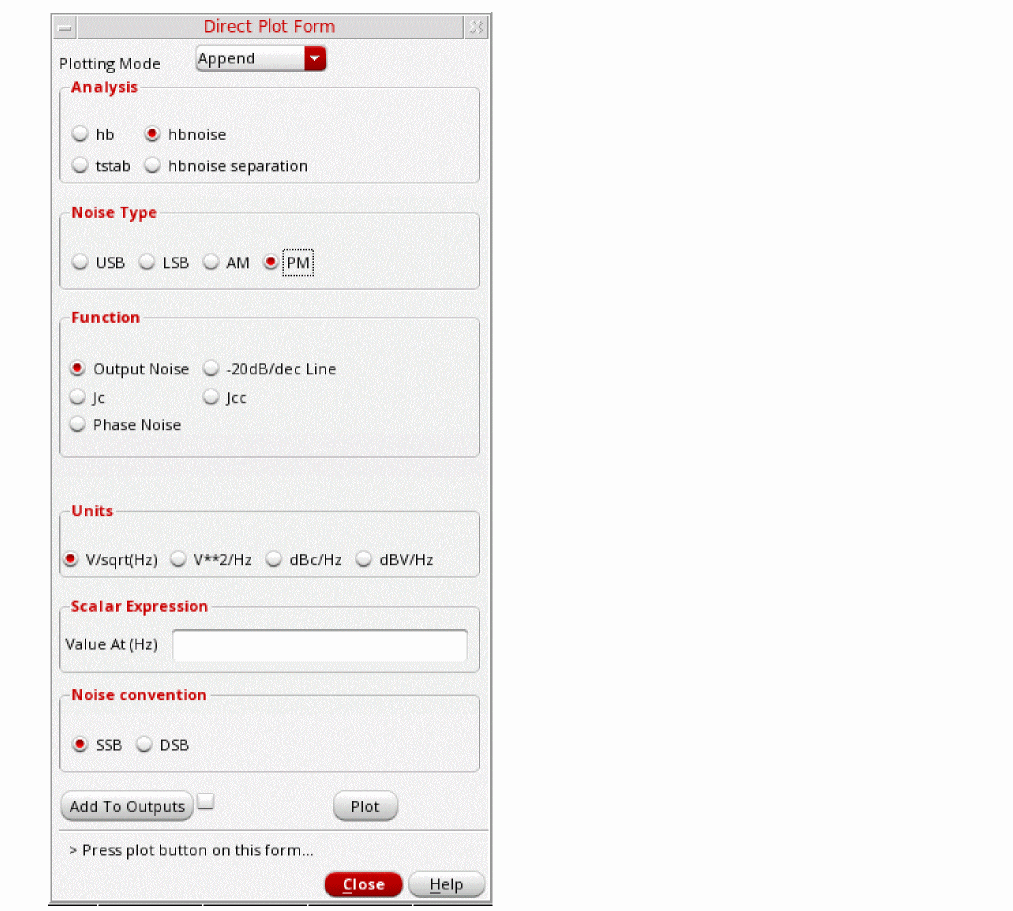 Direct Plot Form
Plotting Mode Append
Analysis
hb hbnoise
tstab hbnoise separation
Noise Type
USB LSB AM PM
Function
Output Noise -20dB/dec Line
Jc Jcc
Phase Noise
Units
V/sqrt(Hz) V**2/Hz dBc/Hz dBV/Hz
Scalar Expression
Value At (Hz)
Noise convention
SSB DSB
Add To Outputs Plot
> Press plot button on this form...
Close Help